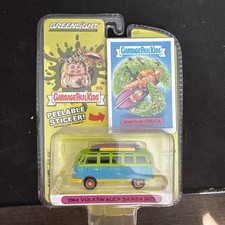 GREENLIGHT
GARBAGE PAIL KIDS
GARBAGE PAIL KIDS
PEELABLE
STICKER!
1964 VOLKSWAGEN SAMBA BUS